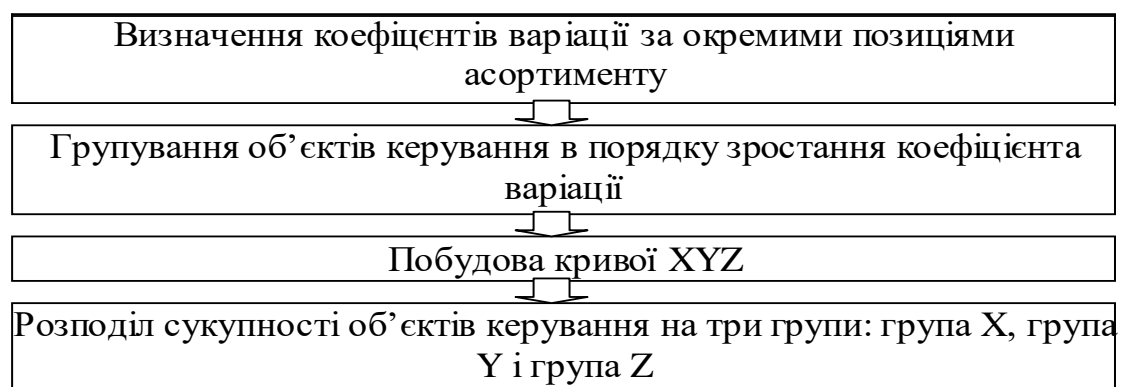 Визначення коефіцєнтів варіації за окремими позиціями
асортименту
Групування об’єктів керування в порядку зростання коефіцієнта
варіації
Побудова кривої XYZ
Розподіл сукупності об’єктів керування на три групи: група X, група
Y і група Z